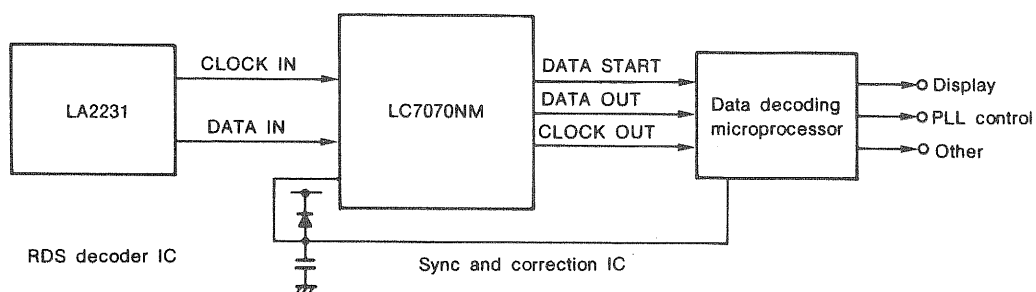 LA2231
CLOCK IN
DATA IN
LC7070NM
DATA START
DATA OUT
CLOCK OUT
Data decoding
microprocessor
Display
PLL control
Other
RDS decoder IC
Sync and correction IC